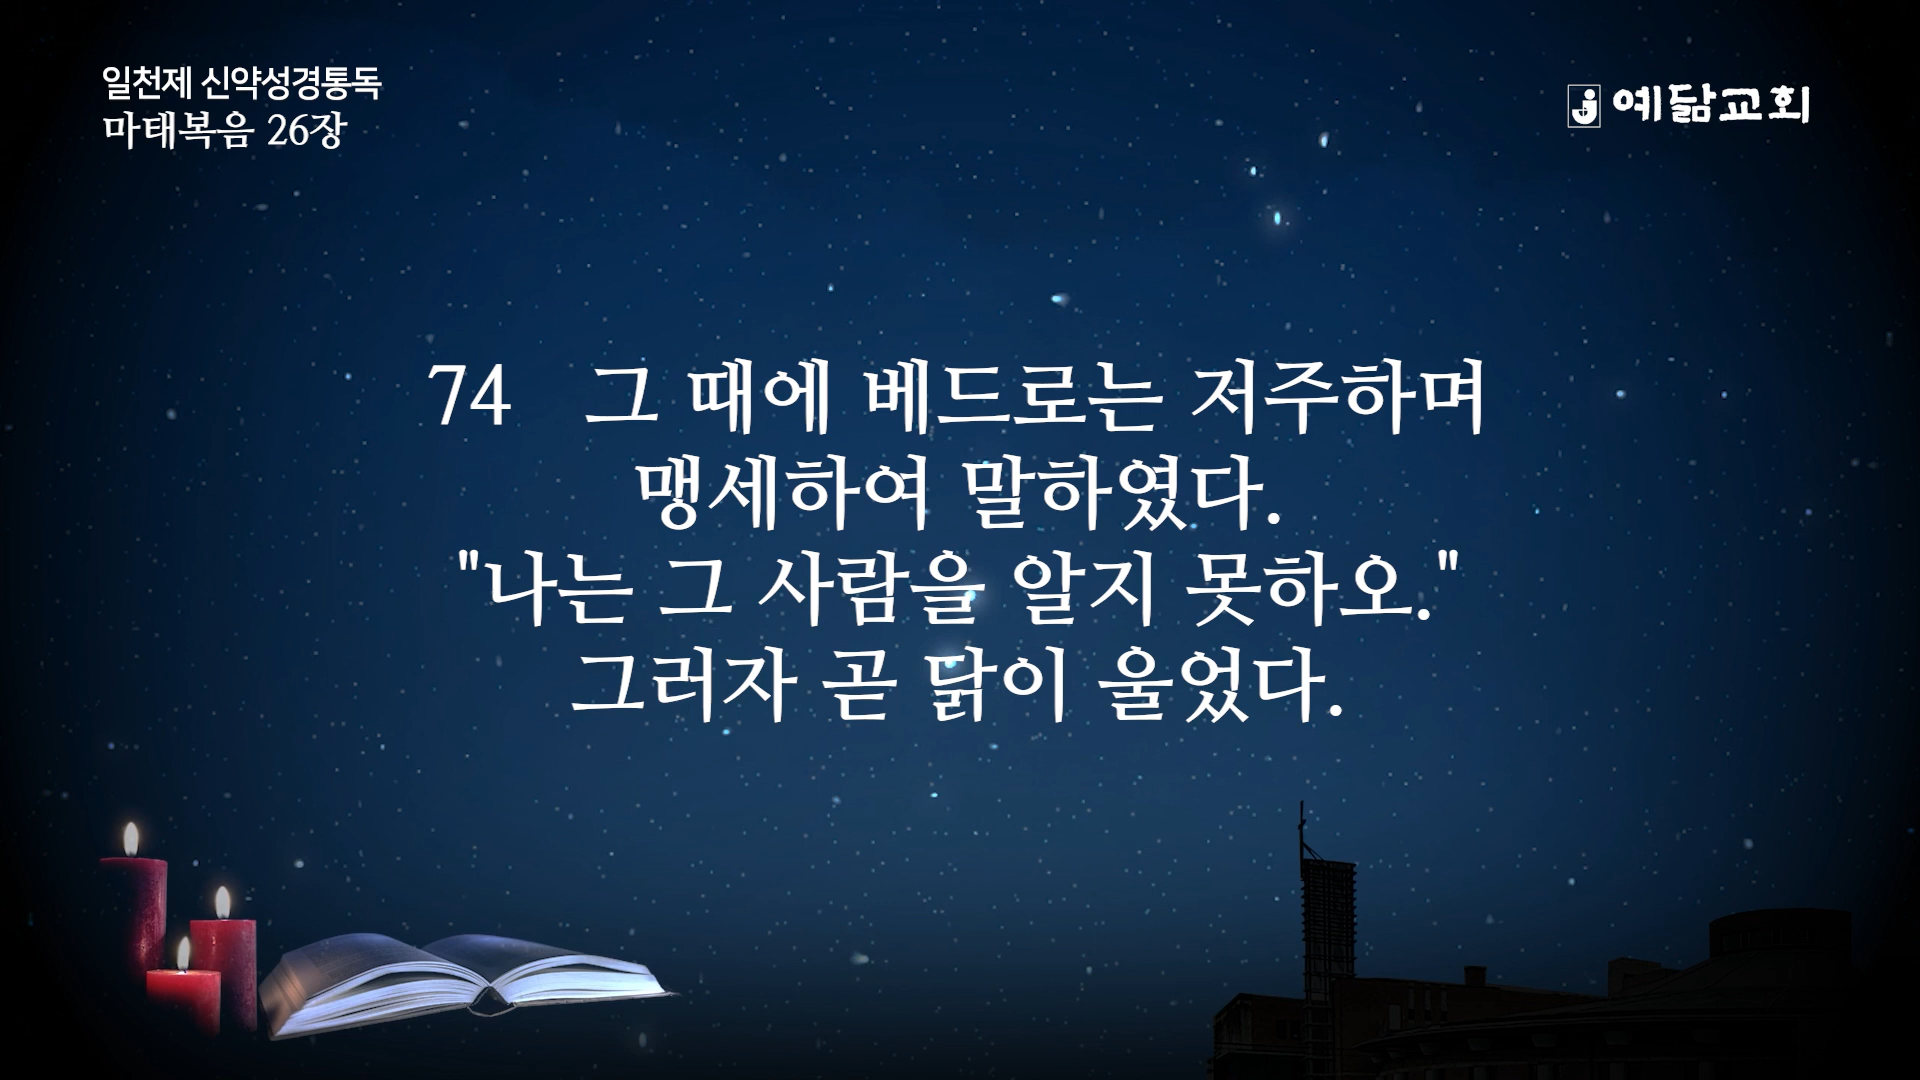 일천제 신약성경통독
마태복음 26장
예닮교회
74 그 때에 베드로는 저주하며
맹세하여 말하였다.
"나는 그 사람을 알지 못하오."
그러자 곧 닭이 울었다.